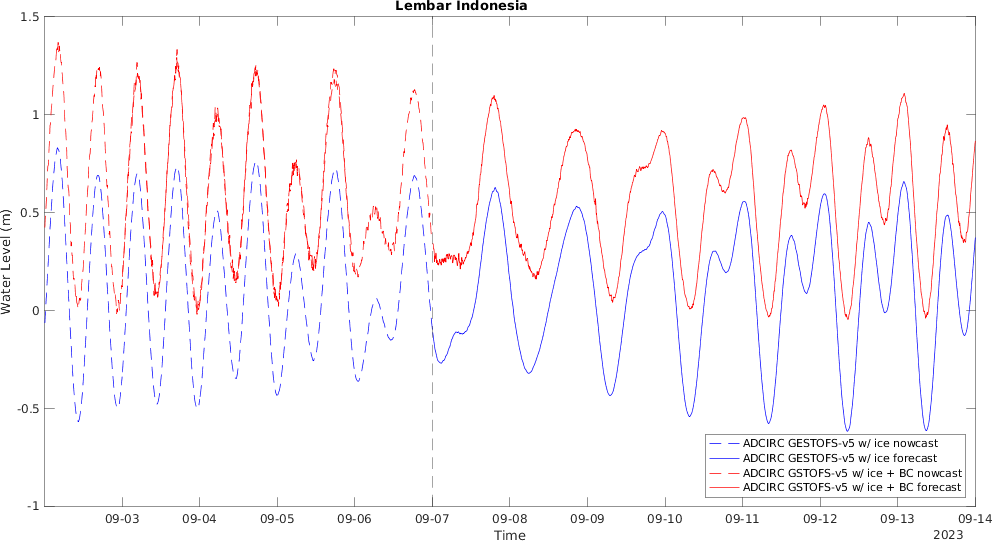 Lembar Indonesia
1.5
1
0.5
0
-0.5
-1
Water Level (m)
09-03 09-04 09-05 09-06 09-07 09-08 09-09 09-10 09-11 09-12 09-13 09-14
Time
2023
ADCIRC GESTOFS-v5 w/ ice nowcast
ADCIRC GESTOFS-v5 w/ ice forecast
ADCIRC GSTOFS-v5 w/ ice + BC nowcast
ADCIRC GSTOFS-v5 w/ ice + BC forecast